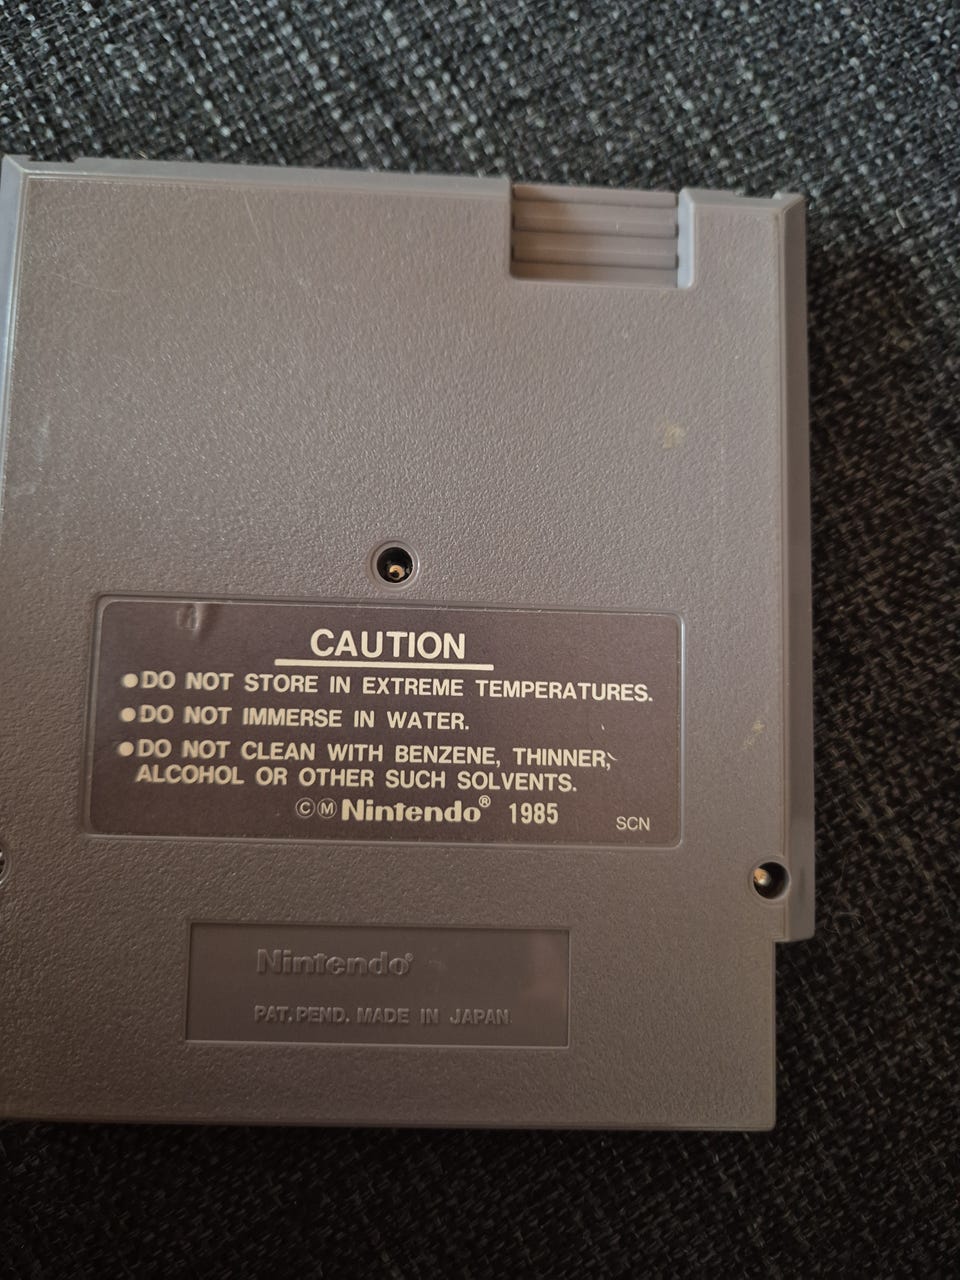 CAUTION
●DO NOT STORE IN EXTREME TEMPERATURES.
●DO NOT IMMERSE IN WATER.
●DO NOT CLEAN WITH BENZENE, THINNER,
ALCOHOL OR OTHER SUCH SOLVENTS.
©Ⓜ Nintendo® 1985 SCN
Nintendo®
PAT. PEND. MADE IN JAPAN